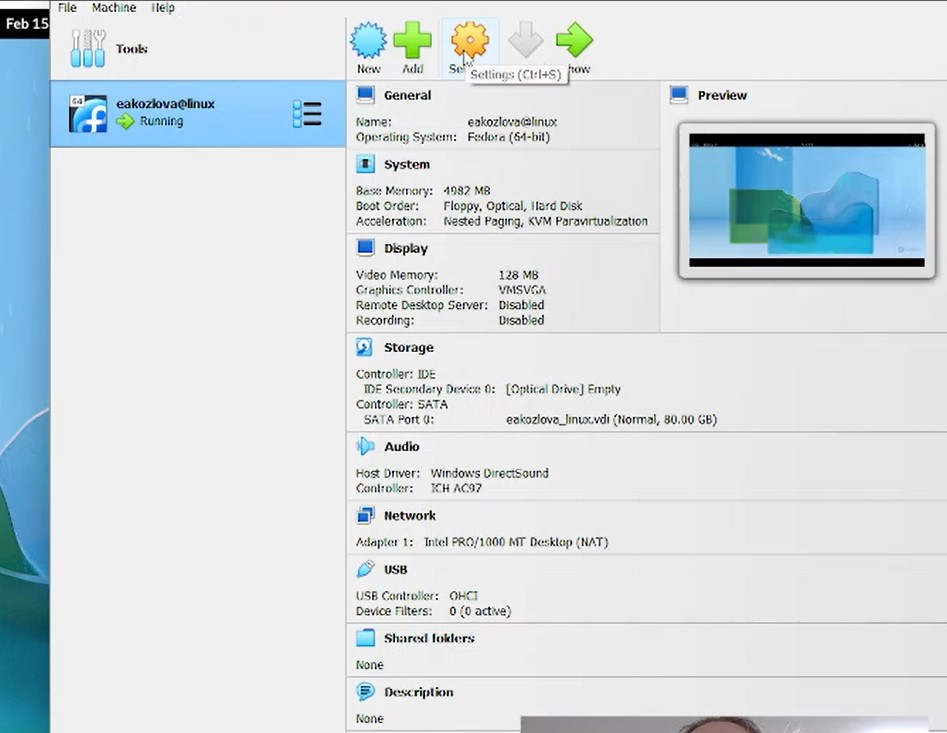 File Machine Help
Feb 15
Tools
New Add Se Settings (Ctrl+S) how
64
eakozlova@linux
Running
General
Name: eakozlova@linux
Operating System: Fedora (64-bit)
Preview
System
Base Memory: 4982 MB
Boot Order: Floppy, Optical, Hard Disk
Acceleration: Nested Paging, KVM Paravirtualization
Display
Video Memory: 128 MB
Graphics Controller: VMSVGA
Remote Desktop Server: Disabled
Recording: Disabled
Storage
Controller: IDE
IDE Secondary Device 0: [Optical Drive] Empty
Controller: SATA
SATA Port 0: eakozlova_linux.vdi (Normal, 80.00 GB)
Audio
Host Driver: Windows DirectSound
Controller: ICH AC97
Network
Adapter 1: Intel PRO/1000 MT Desktop (NAT)
USB
USB Controller: OHCI
Device Filters: 0 (0 active)
Shared folders
None
Description
None